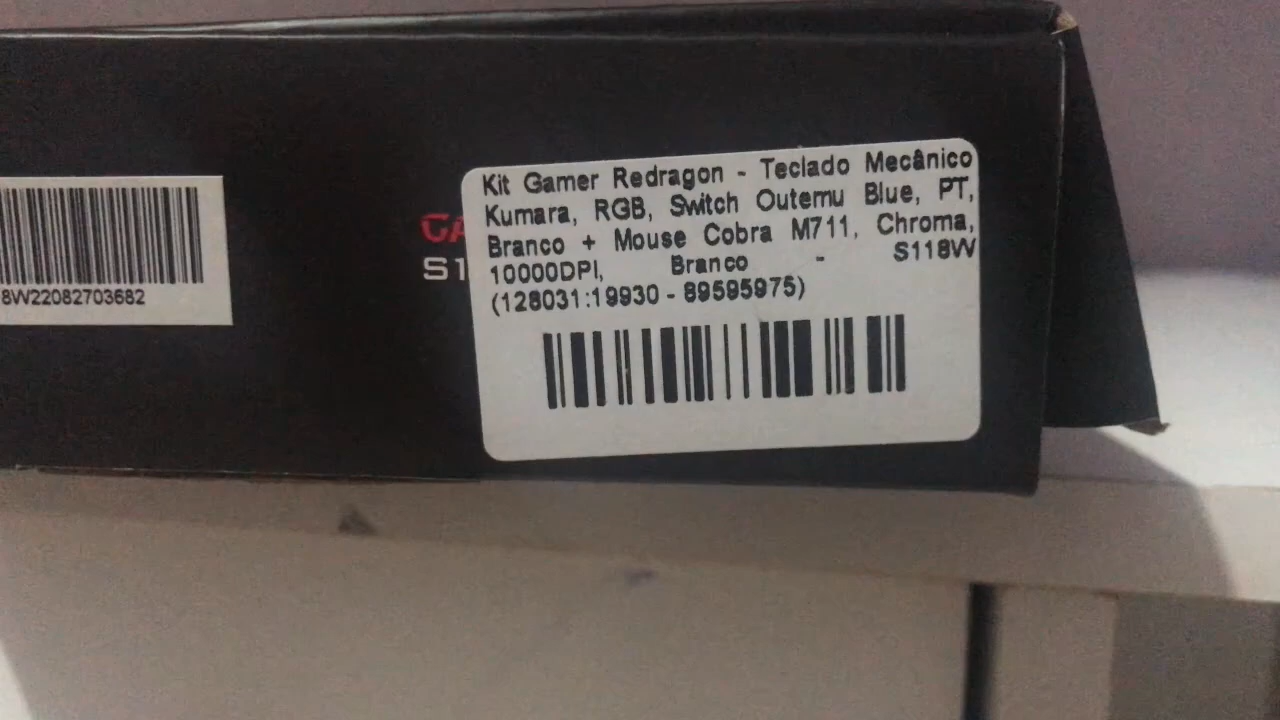 Kit Gamer Redragon - Teclado Mecânico
Kumara, RGB, Switch Outemu Blue, PT,
Branco + Mouse Cobra M711, Chroma,
10000DPI, Branco - S118W
(128031:19930 - 89595975)
8W22082703682
GA
S1